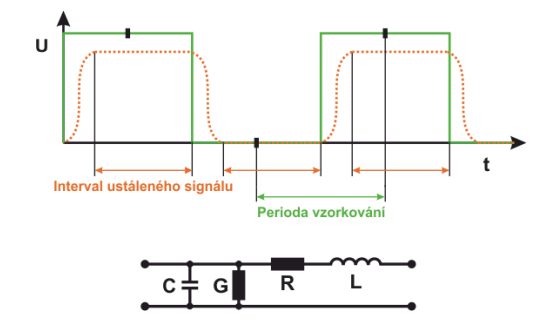 U
t
Interval ustáleného signálu
Perioda vzorkování
C
G
R
L